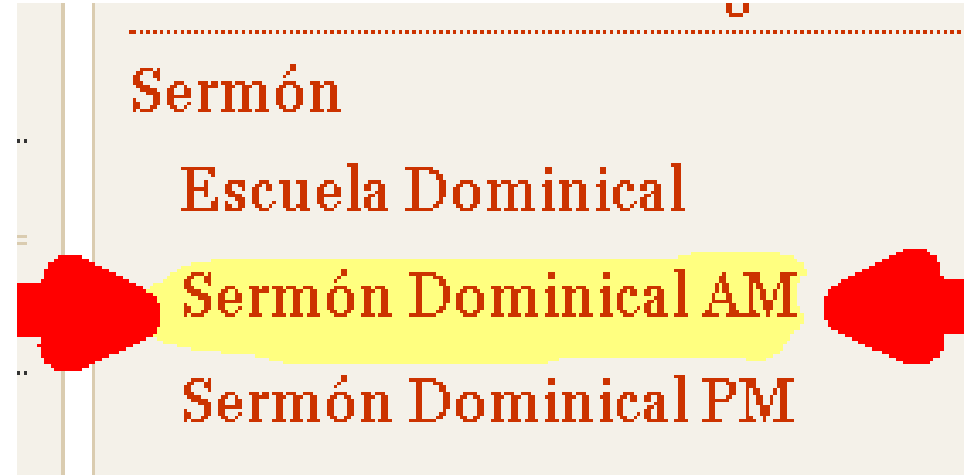 Sermón
Escuela Dominical
Sermón Dominical AM
Sermón Dominical PM